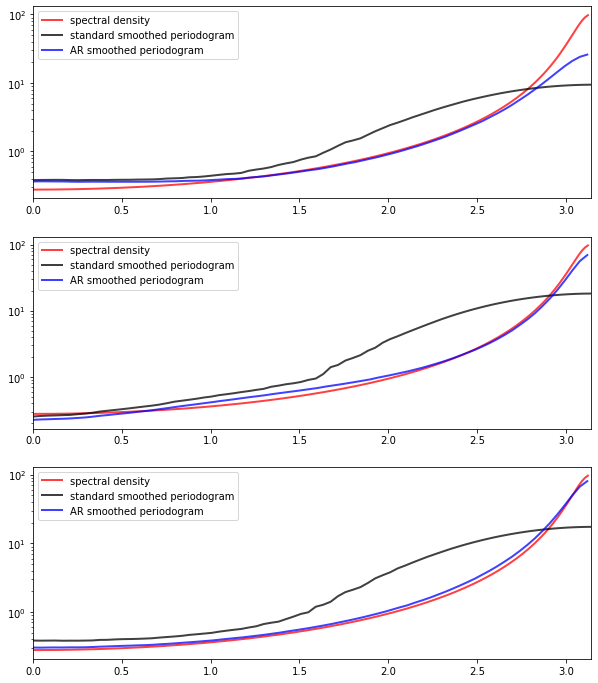 10²
10¹
10⁰
spectral density
standard smoothed periodogram
AR smoothed periodogram
0.0 0.5 1.0 1.5 2.0 2.5 3.0
10²
10¹
10⁰
spectral density
standard smoothed periodogram
AR smoothed periodogram
0.0 0.5 1.0 1.5 2.0 2.5 3.0
10²
10¹
10⁰
spectral density
standard smoothed periodogram
AR smoothed periodogram
0.0 0.5 1.0 1.5 2.0 2.5 3.0